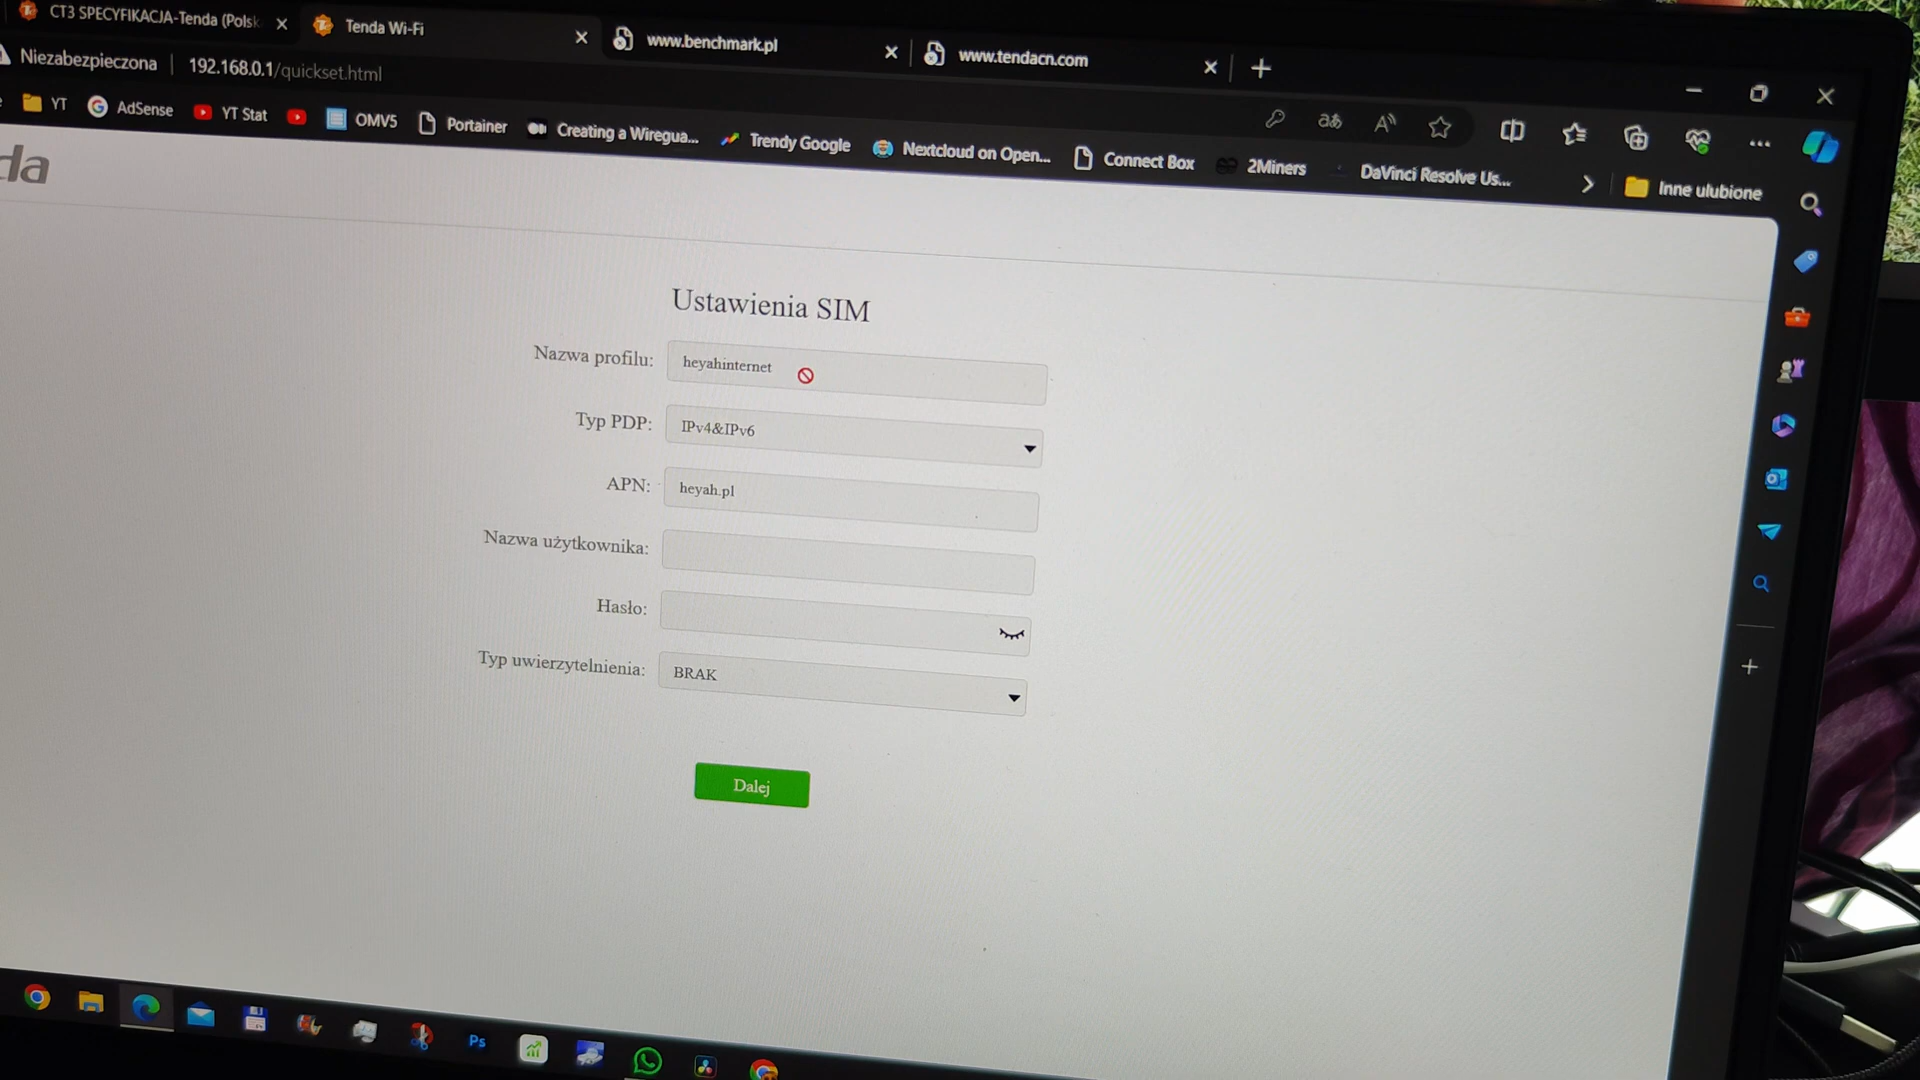 CT3 SPECYFIKACJA-Tenda (Polsk
Tenda Wi-Fi
www.benchmark.pl
www.tendacn.com
Niezabezpieczona
192.168.0.1/quickset.html
YT
AdSense
YT Stat
OMV5
Portainer
Creating a Wiregua...
Trendy Google
Nextcloud on Open...
Connect Box
2Miners
DaVinci Resolve Us...
Inne ulubione
da
Ustawienia SIM
Nazwa profilu: heyahinternet
Typ PDP: IPv4&IPv6
APN: heyah.pl
Nazwa użytkownika:
Hasło:
Typ uwierzytelnienia: BRAK
Dalej
Ps